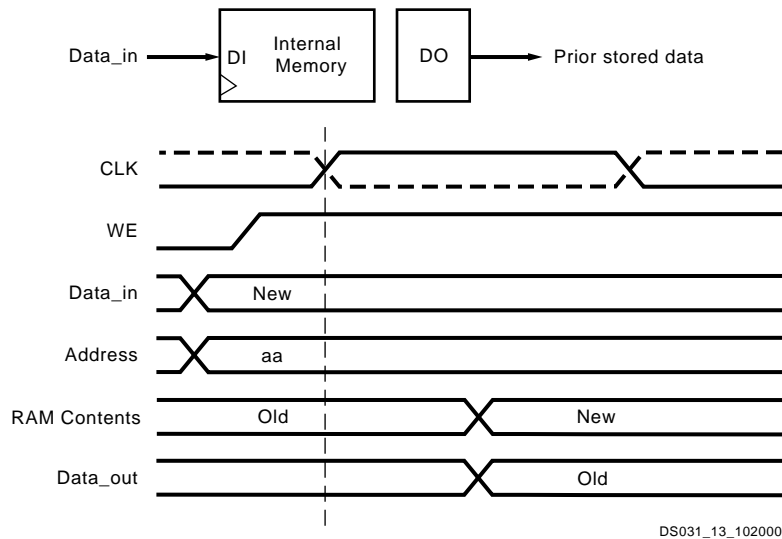 Data_in
DI
Internal
Memory
DO
Prior stored data
CLK
WE
Data_in
New
Address
aa
RAM Contents
Old
New
Data_out
Old
DS031_13_102000